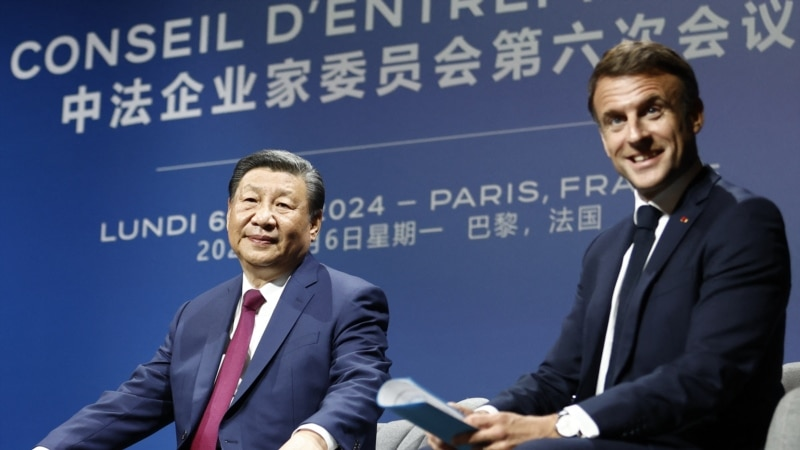 CONSEIL D'ENTREP
中法企业家委员会第六次会议
LUNDI 6 2024 – PARIS, FRA
202 6日星期一 巴黎，法国